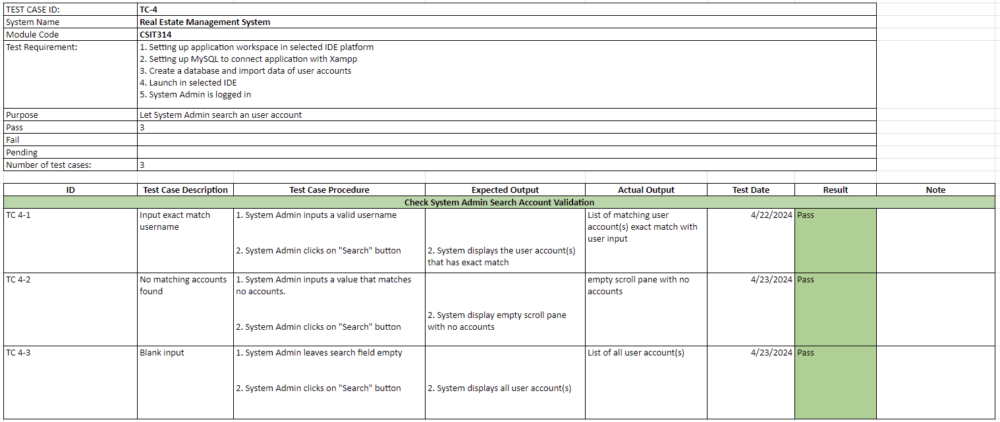 TEST CASE ID: TC-4
System Name Real Estate Management System
Module Code CSIT314
Test Requirement: 1. Setting up application workspace in selected IDE platform
2. Setting up MySQL to connect application with Xampp
3. Create a database and import data of user accounts
4. Launch in selected IDE
5. System Admin is logged in
Purpose Let System Admin search an user account
Pass 3
Fail
Pending
Number of test cases: 3
ID Test Case Description Test Case Procedure Expected Output Actual Output Test Date Result Note
Check System Admin Search Account Validation
TC 4-1
Input exact match
username
1. System Admin inputs a valid username
2. System Admin clicks on "Search" button
2. System displays the user account(s)
that has exact match
List of matching user
account(s) exact match with
user input
4/22/2024
Pass
TC 4-2
No matching accounts
found
1. System Admin inputs a value that matches
no accounts.
2. System Admin clicks on "Search" button
2. System display empty scroll pane
with no accounts
empty scroll pane with no
accounts
4/23/2024
Pass
TC 4-3
Blank input
1. System Admin leaves search field empty
2. System Admin clicks on "Search" button
2. System displays all user account(s)
List of all user account(s)
4/23/2024
Pass